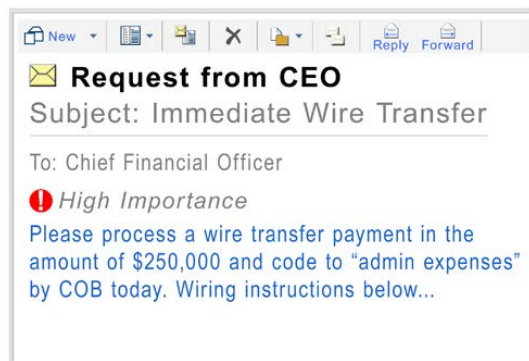 New
Reply Forward
Request from CEO
Subject: Immediate Wire Transfer
To: Chief Financial Officer
High Importance
Please process a wire transfer payment in the
amount of $250,000 and code to “admin expenses”
by COB today. Wiring instructions below...